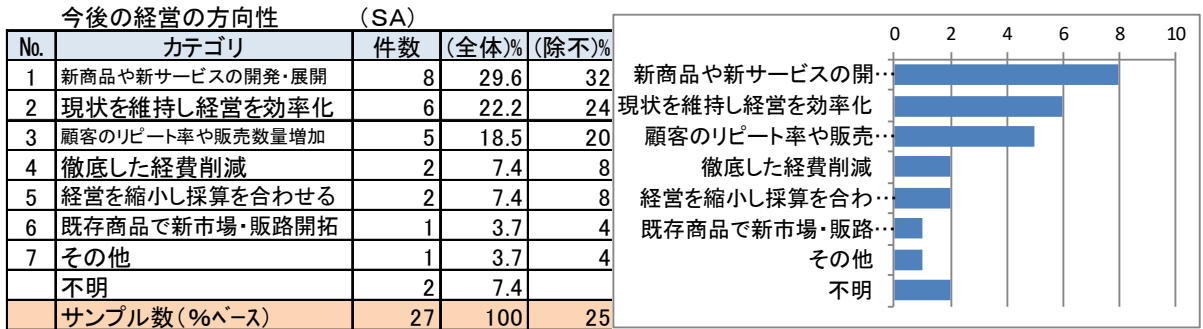 今後の経営の方向性 (SA)
No. カテゴリ 件数 (全体)% (除不)%
1 新商品や新サービスの開発・展開 8 29.6 32
2 現状を維持し経営を効率化 6 22.2 24
3 顧客のリピート率や販売数量増加 5 18.5 20
4 徹底した経費削減 2 7.4 8
5 経営を縮小し採算を合わせる 2 7.4 8
6 既存商品で新市場・販路開拓 1 3.7 4
7 その他 1 3.7 4
不明 2 7.4
サンプル数(%ﾍﾞｰｽ) 27 100 25
0 2 4 6 8 10
新商品や新サービスの開…
現状を維持し経営を効率化
顧客のリピート率や販売…
徹底した経費削減
経営を縮小し採算を合わ…
既存商品で新市場・販路…
その他
不明